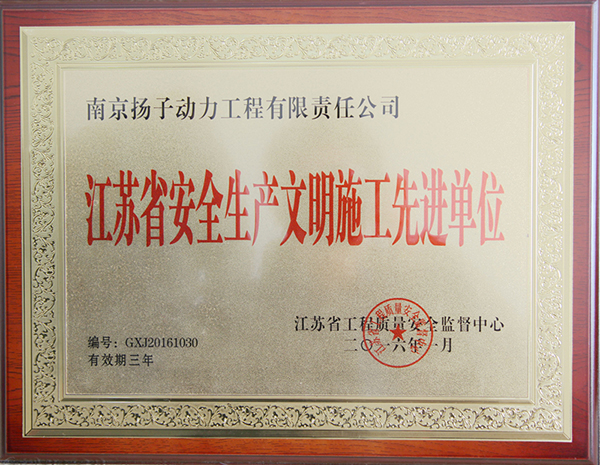 南京扬子动力工程有限责任公司
江苏省安全生产文明施工先进单位
江苏省工程质量安全监督中心
二〇一六年一月
编号：GXJ20161030
有效期三年